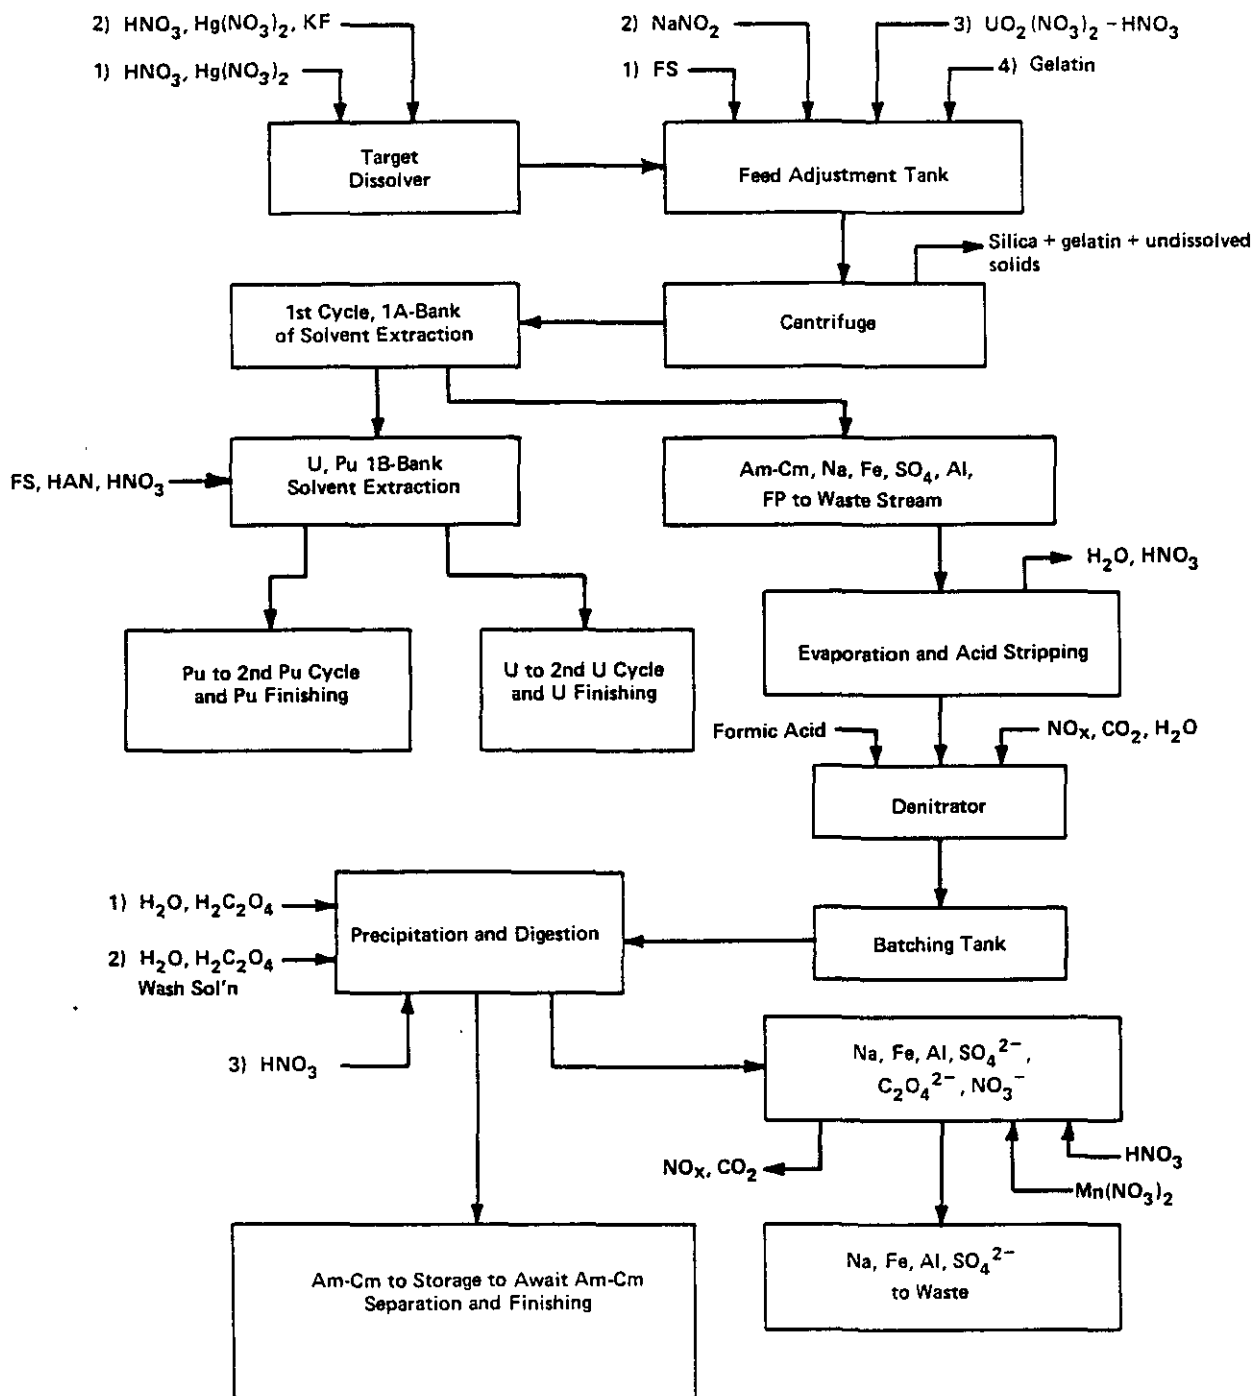 2) HNO₃, Hg(NO₃)₂, KF
1) HNO₃, Hg(NO₃)₂
2) NaNO₂
1) FS
3) UO₂(NO₃)₂ – HNO₃
4) Gelatin
Target
Dissolver
Feed Adjustment Tank
Silica + gelatin + undissolved
solids
1st Cycle, 1A-Bank
of Solvent Extraction
Centrifuge
FS, HAN, HNO₃
U, Pu 1B-Bank
Solvent Extraction
Am-Cm, Na, Fe, SO₄, Al,
FP to Waste Stream
H₂O, HNO₃
Evaporation and Acid Stripping
Pu to 2nd Pu Cycle
and Pu Finishing
U to 2nd U Cycle
and U Finishing
Formic Acid
NOₓ, CO₂, H₂O
Denitrator
1) H₂O, H₂C₂O₄
2) H₂O, H₂C₂O₄
Wash Sol'n
Precipitation and Digestion
Batching Tank
3) HNO₃
Na, Fe, Al, SO₄²⁻,
C₂O₄²⁻, NO₃⁻
NOₓ, CO₂
HNO₃
Mn(NO₃)₂
Am-Cm to Storage to Await Am-Cm
Separation and Finishing
Na, Fe, Al, SO₄²⁻
to Waste